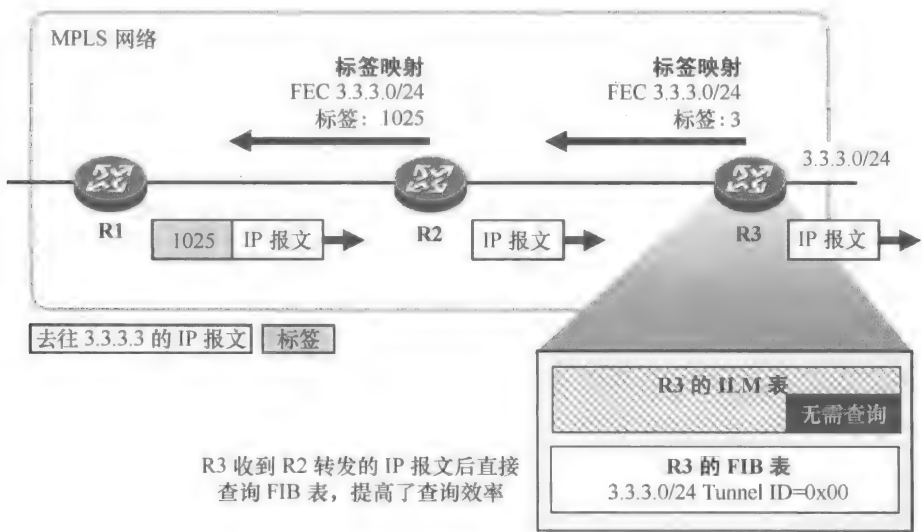 MPLS 网络
标签映射
FEC 3.3.3.0/24
标签：1025
标签映射
FEC 3.3.3.0/24
标签：3
3.3.3.0/24
R1
1025
IP 报文
R2
IP 报文
R3
IP 报文
去往 3.3.3.3 的 IP 报文
标签
R3 的 ILM 表
无需查询
R3 收到 R2 转发的 IP 报文后直接
查询 FIB 表，提高了查询效率
R3 的 FIB 表
3.3.3.0/24 Tunnel ID=0x00